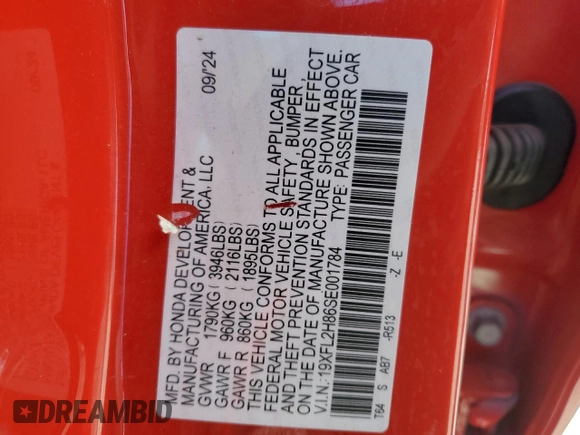 MFD. BY HONDA DEVELOPMENT & 09/24
MANUFACTURING OF AMERICA, LLC
GVWR 1790KG ( 3946LBS)
GAWR F 960KG ( 2116LBS)
GAWR R 860KG ( 1895LBS)
THIS VEHICLE CONFORMS TO ALL APPLICABLE
FEDERAL MOTOR VEHICLE SAFETY, BUMPER,
AND THEFT PREVENTION STANDARDS IN EFFECT
ON THE DATE OF MANUFACTURE SHOWN ABOVE.
V.I.N.:19XFL2H86SE001784 TYPE: PASSENGER CAR
T64 S AB7 -R513 -Z -E
DREAMBID